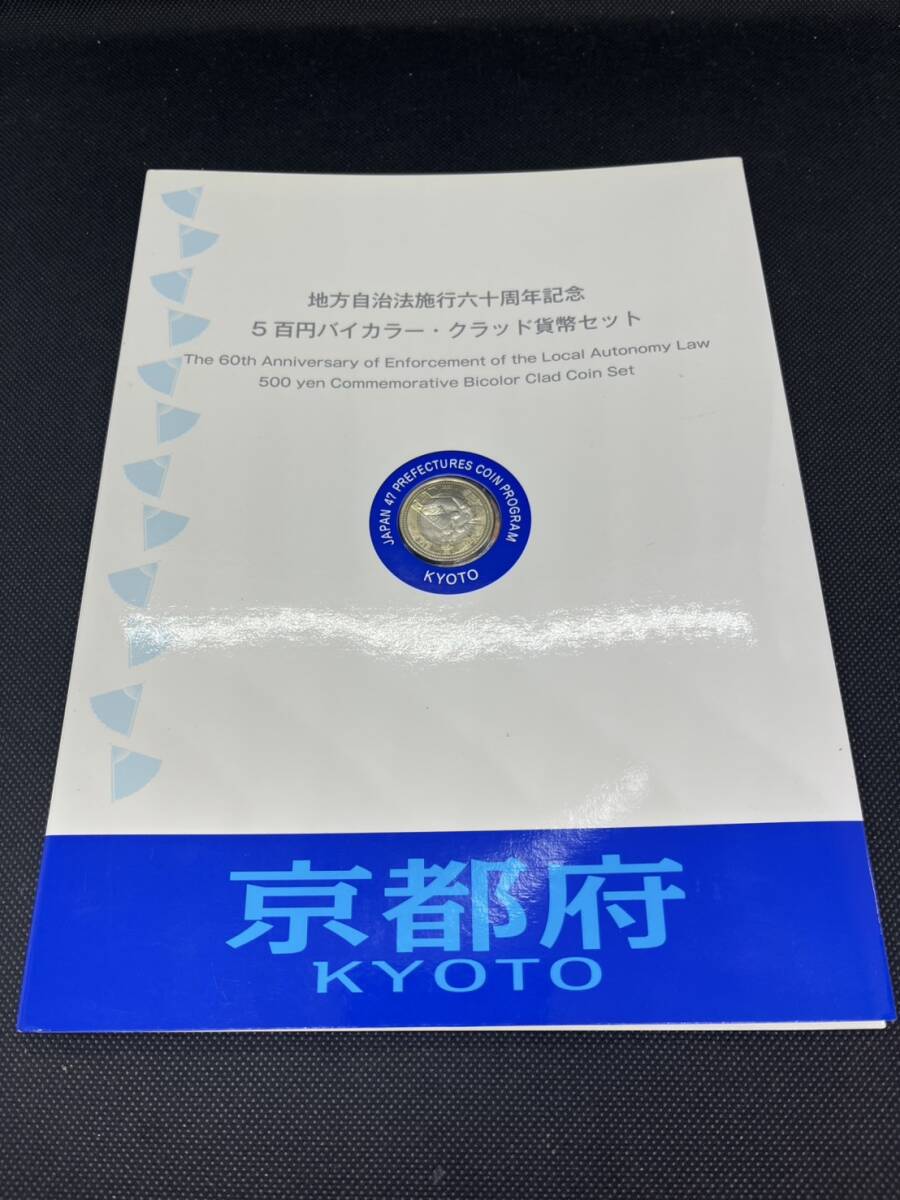 地方自治法施行六十周年記念
5百円バイカラー・クラッド貨幣セット
The 60th Anniversary of Enforcement of the Local Autonomy Law
500 yen Commemorative Bicolor Clad Coin Set
JAPAN 47 PREFECTURES COIN PROGRAM
KYOTO
京都府
KYOTO